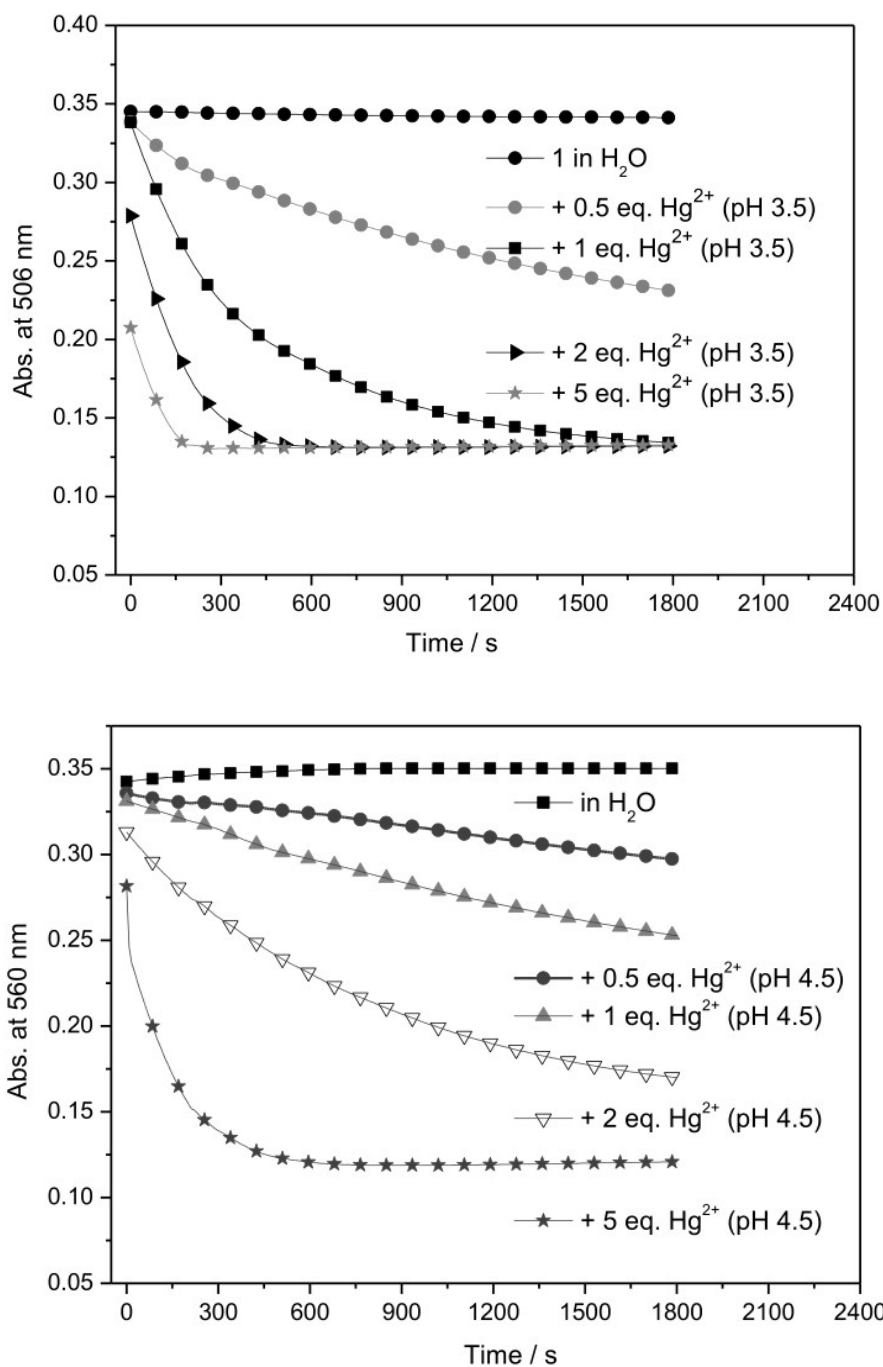 0.40
0.35
0.30
0.25
0.20
0.15
0.10
0.05
Abs. at 506 nm
1 in H₂O
+ 0.5 eq. Hg²⁺ (pH 3.5)
+ 1 eq. Hg²⁺ (pH 3.5)
+ 2 eq. Hg²⁺ (pH 3.5)
+ 5 eq. Hg²⁺ (pH 3.5)
0 300 600 900 1200 1500 1800 2100 2400
Time / s
0.35
0.30
0.25
0.20
0.15
0.10
0.05
Abs. at 560 nm
in H₂O
+ 0.5 eq. Hg²⁺ (pH 4.5)
+ 1 eq. Hg²⁺ (pH 4.5)
+ 2 eq. Hg²⁺ (pH 4.5)
+ 5 eq. Hg²⁺ (pH 4.5)
0 300 600 900 1200 1500 1800 2100 2400
Time / s